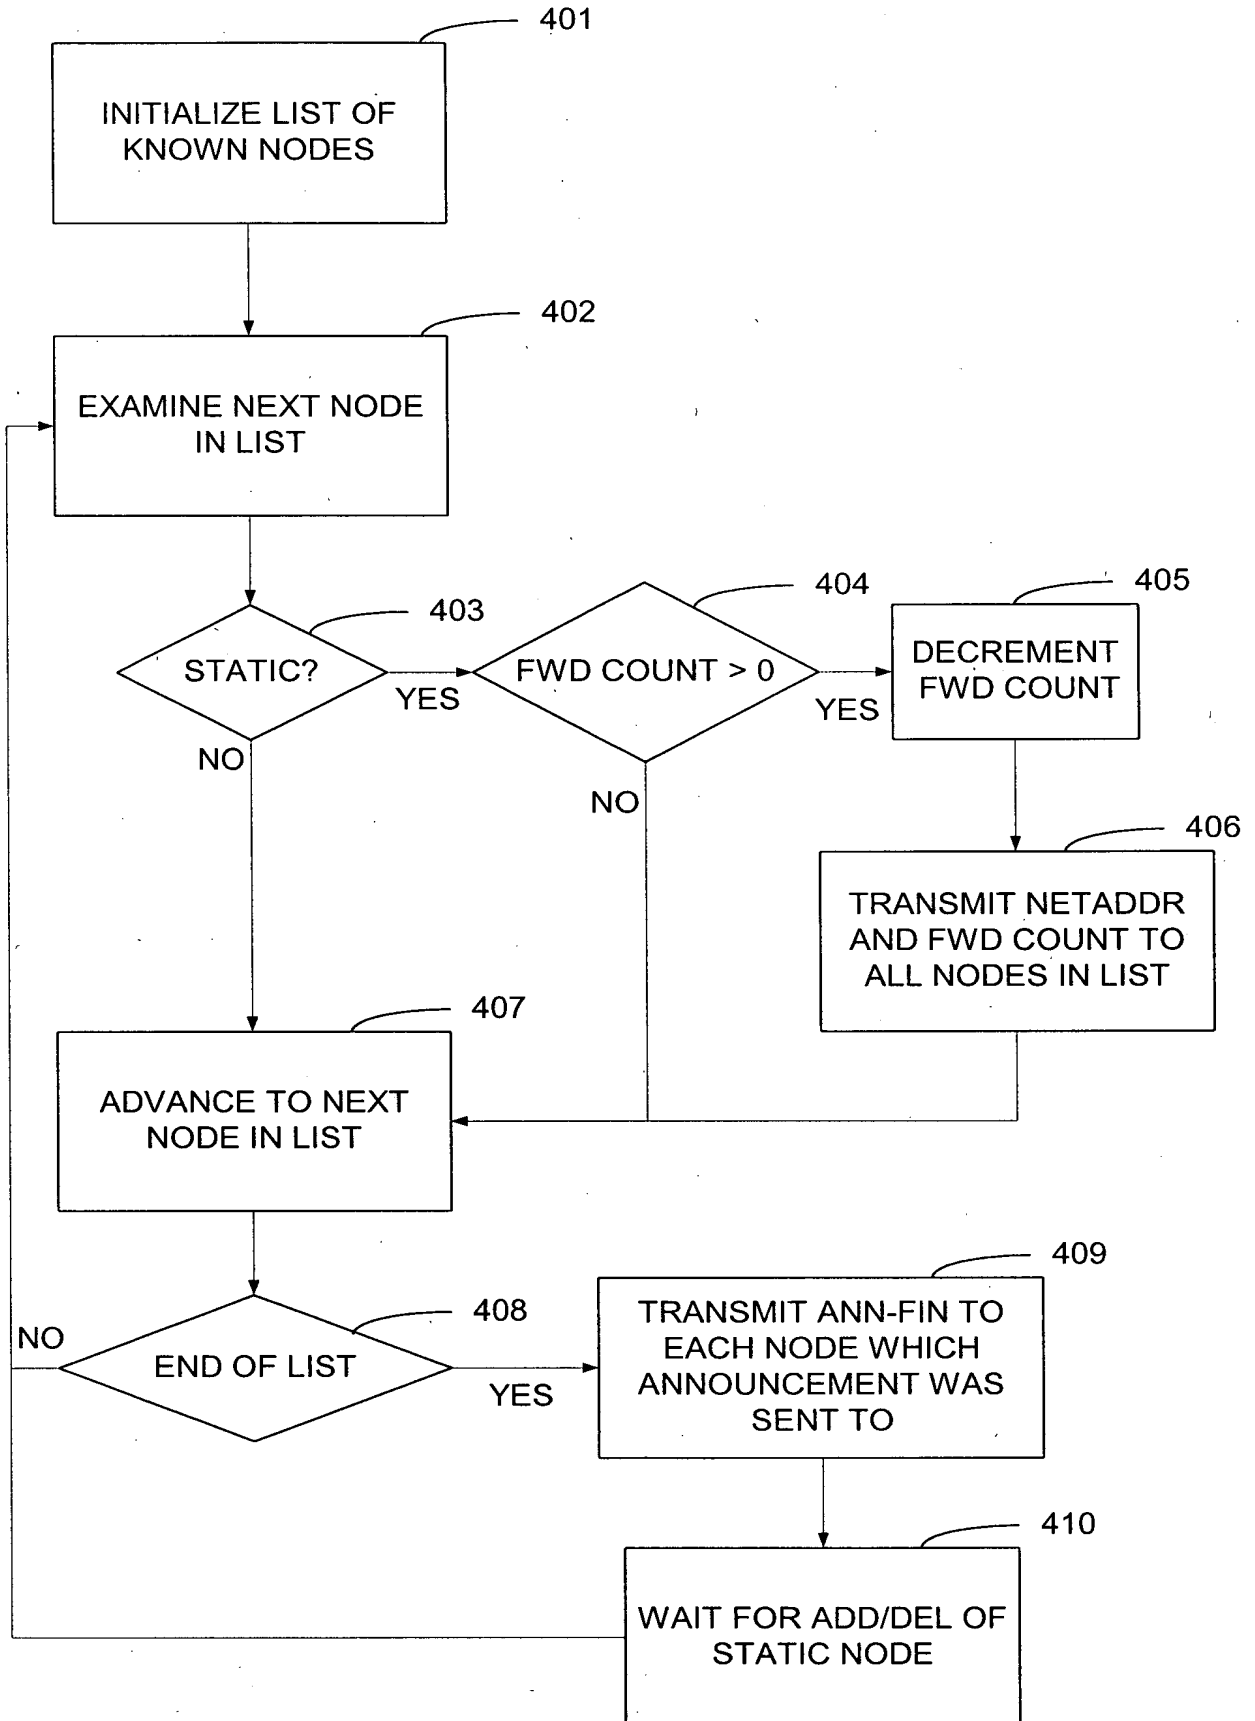 401
INITIALIZE LIST OF
KNOWN NODES
402
EXAMINE NEXT NODE
IN LIST
403
STATIC?
YES
NO
404
FWD COUNT > 0
YES
NO
405
DECREMENT
FWD COUNT
406
TRANSMIT NETADDR
AND FWD COUNT TO
ALL NODES IN LIST
407
ADVANCE TO NEXT
NODE IN LIST
408
END OF LIST
NO
YES
409
TRANSMIT ANN-FIN TO
EACH NODE WHICH
ANNOUNCEMENT WAS
SENT TO
410
WAIT FOR ADD/DEL OF
STATIC NODE